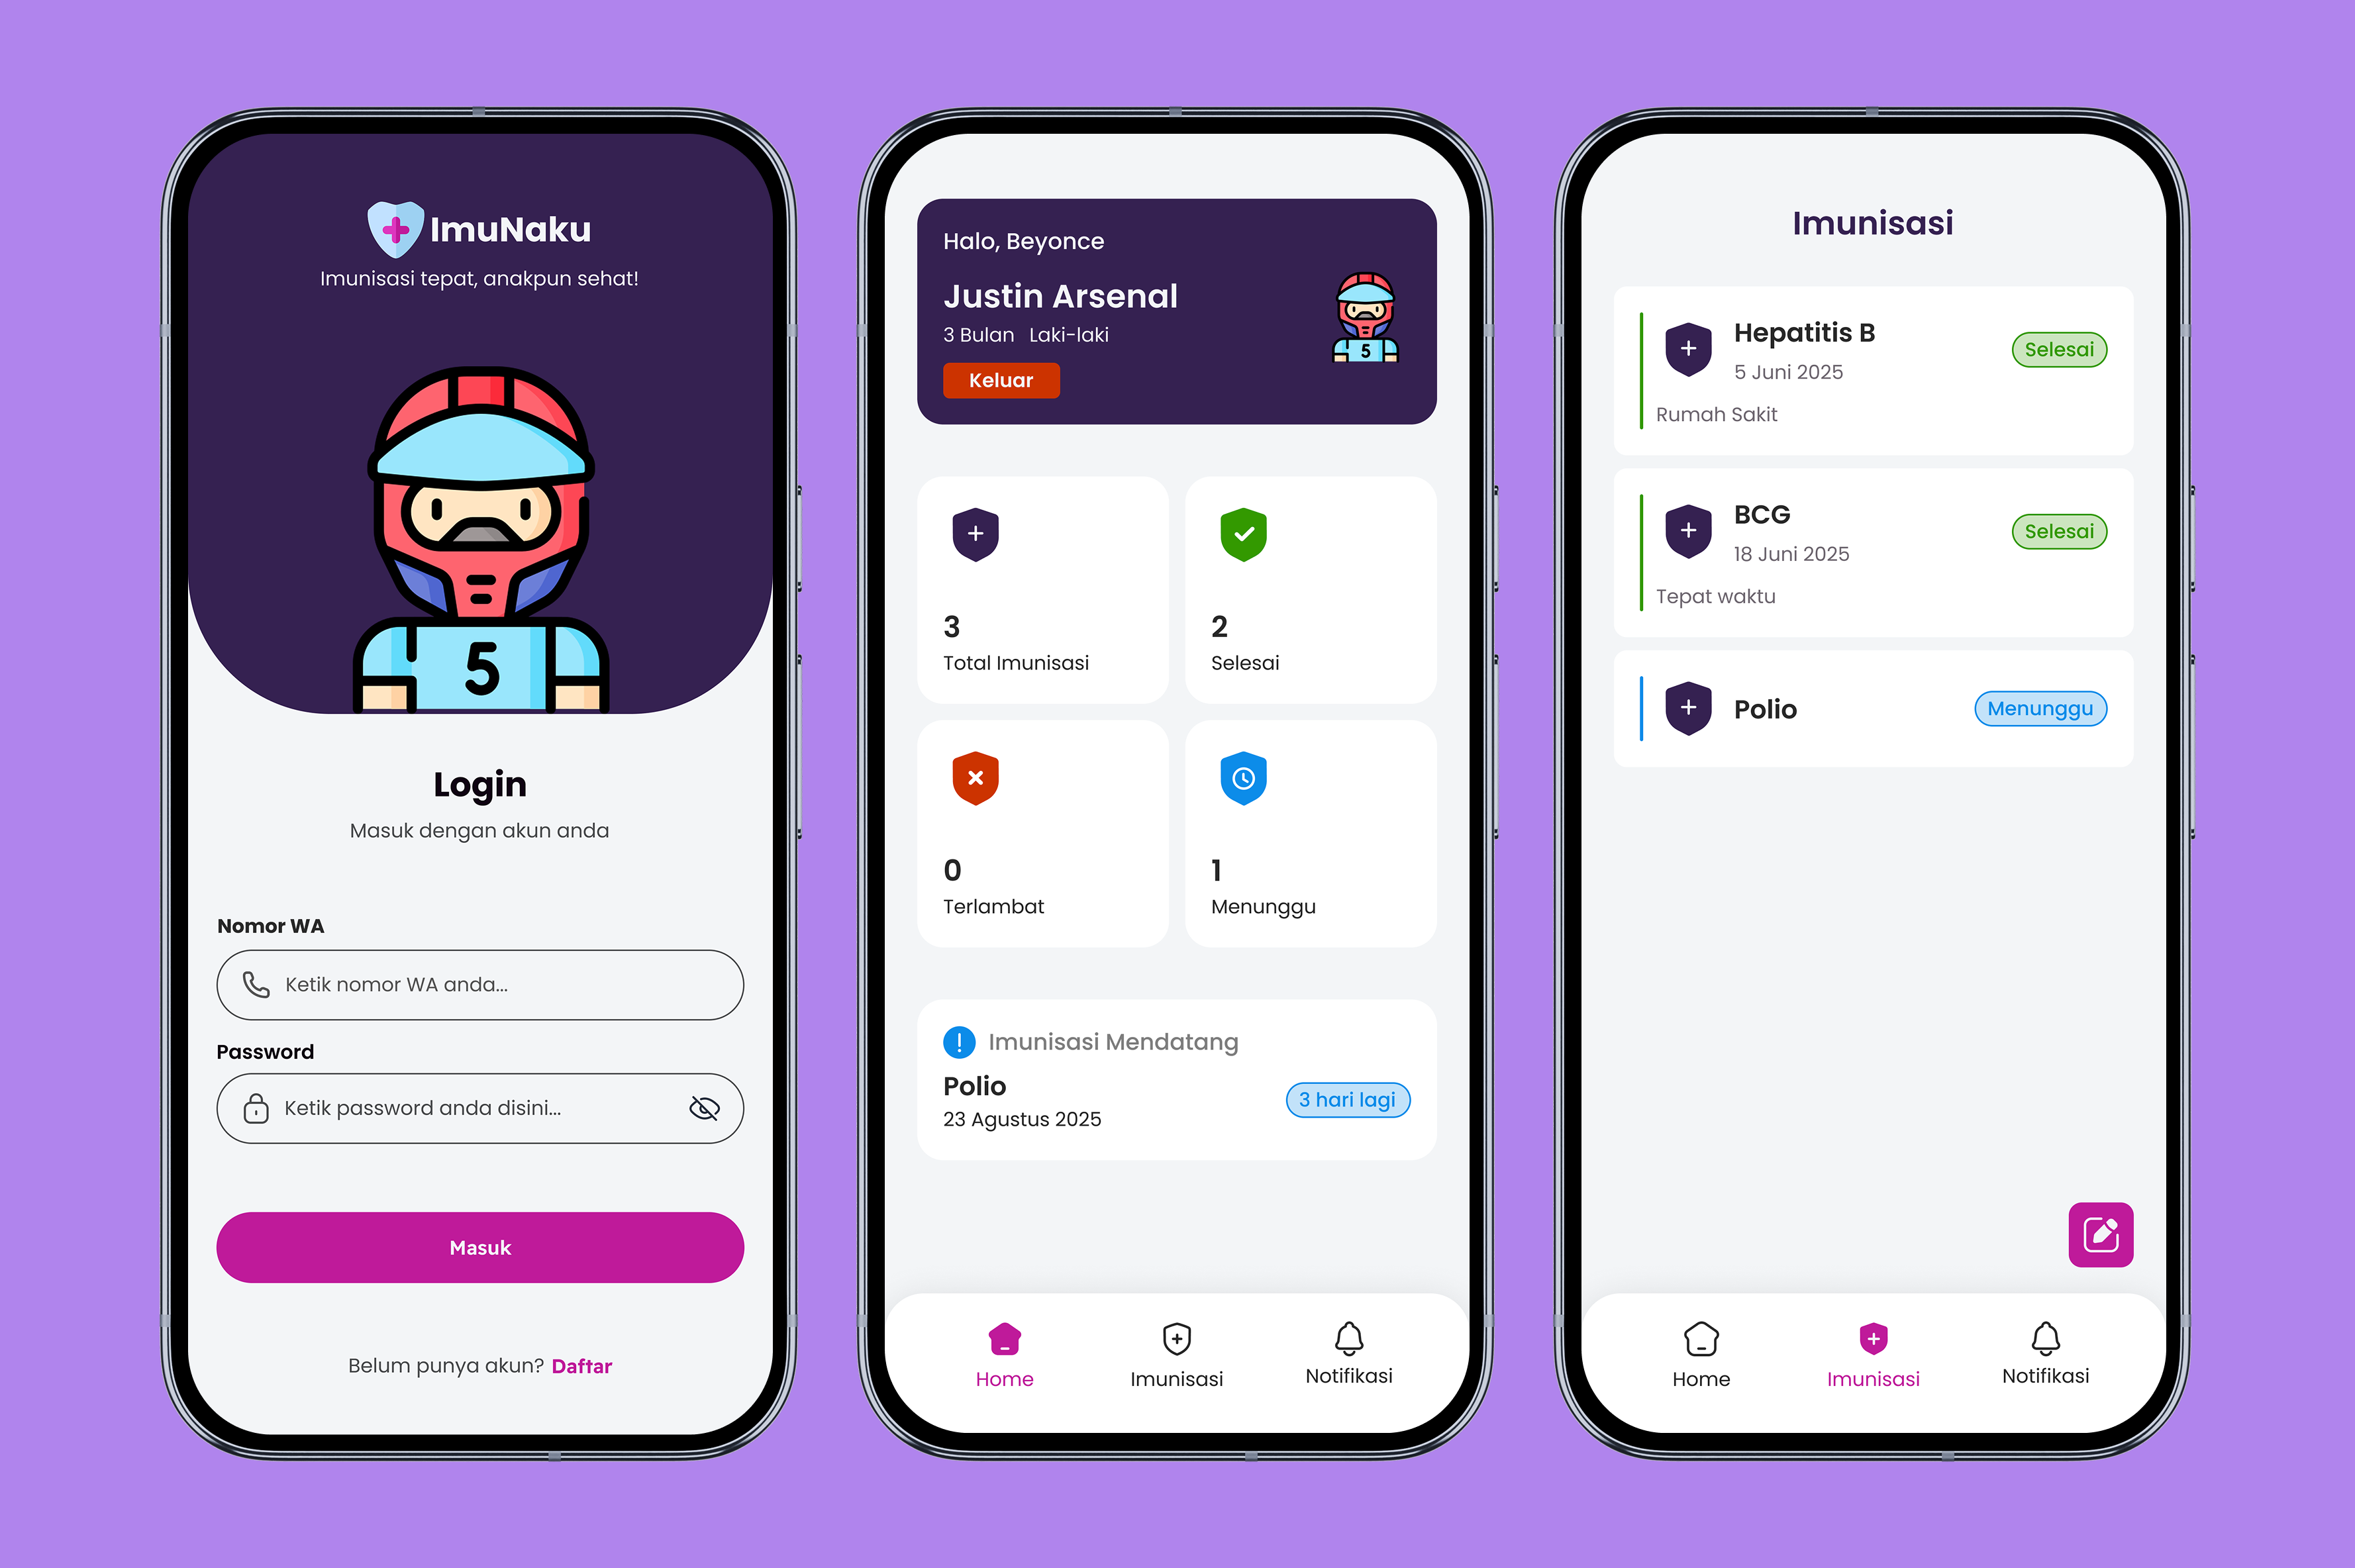 ImuNaku
Imunisasi tepat, anakpun sehat!
5
Login
Masuk dengan akun anda
Nomor WA
Ketik nomor WA anda...
Password
Ketik password anda disini...
Masuk
Belum punya akun? Daftar
Halo, Beyonce
Justin Arsenal
3 Bulan Laki-laki
5
Keluar
3
Total Imunisasi
2
Selesai
0
Terlambat
1
Menunggu
Imunisasi Mendatang
Polio
23 Agustus 2025
3 hari lagi
Home
Imunisasi
Notifikasi
Imunisasi
Hepatitis B
5 Juni 2025
Selesai
Rumah Sakit
BCG
18 Juni 2025
Selesai
Tepat waktu
Polio
Menunggu
Home
Imunisasi
Notifikasi